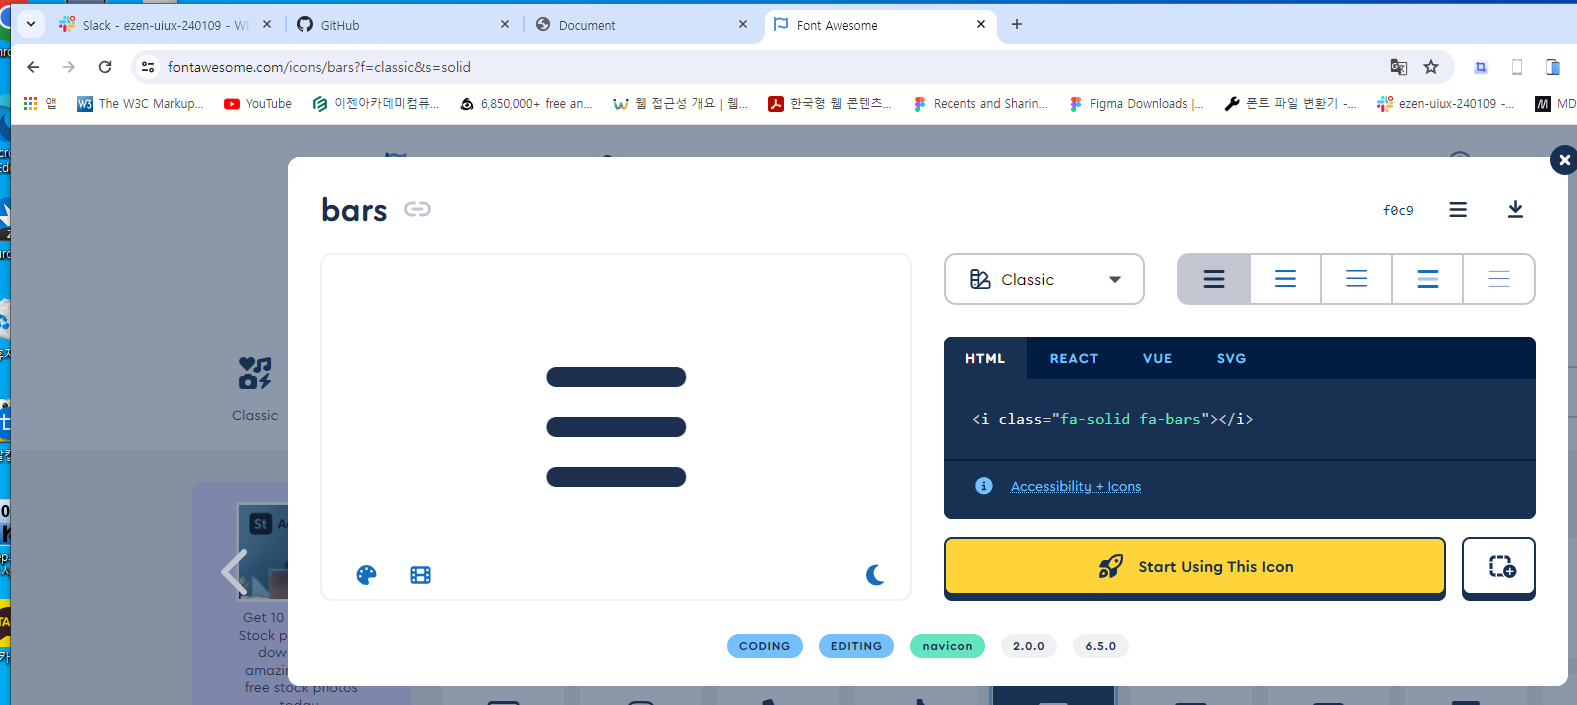 Slack - ezen-uiux-240109 - WE
GitHub
Document
Font Awesome
fontawesome.com/icons/bars?f=classic&s=solid
앱
The W3C Markup...
YouTube
이젠아카데미컴퓨...
6,850,000+ free an...
웹 접근성 개요 | 웹...
한국형 웹 콘텐츠...
Recents and Sharin...
Figma Downloads |...
폰트 파일 변환기 -...
ezen-uiux-240109 -...
MD
bars
f0c9
Classic
HTML
REACT
VUE
SVG
<i class="fa-solid fa-bars"></i>
Accessibility + Icons
Start Using This Icon
CODING
EDITING
navicon
2.0.0
6.5.0
Classic
St
Get 10
Stock p
dow
amazin
free stock photos
today